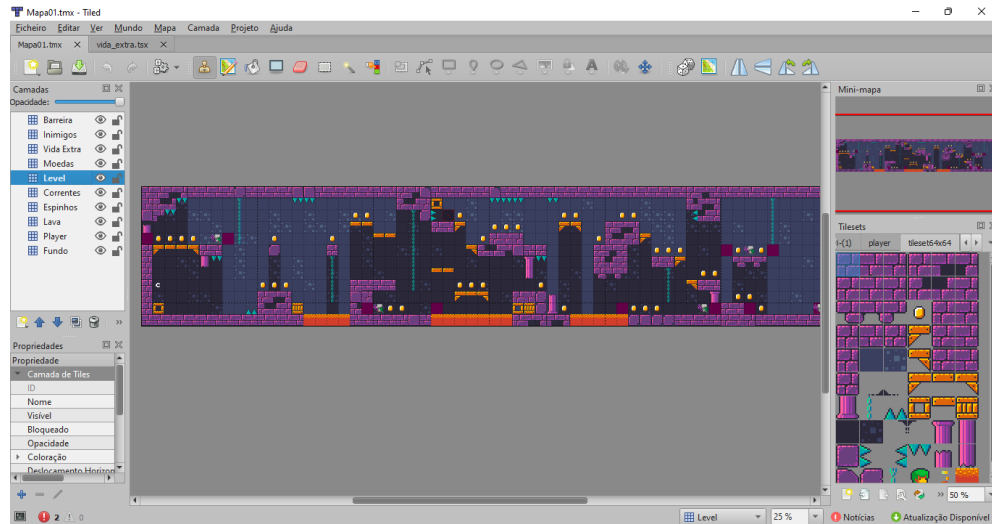 Mapa01.tmx - Tiled
Ficheiro Editar Ver Mundo Mapa Camada Projeto Ajuda
Mapa01.tmx vida_extra.tsx
Camadas
Opacidade:
Barreira
Inimigos
Vida Extra
Moedas
Level
Correntes
Espinhos
Lava
Player
Fundo
Propriedades
Propriedade
Camada de Tiles
ID
Nome
Visível
Bloqueado
Opacidade
Coloração
Deslocamento Horizon
2 0
Level
25 %
Mini-mapa
Tilesets
i-(1) player tileset64x64
50 %
Notícias Atualização Disponível